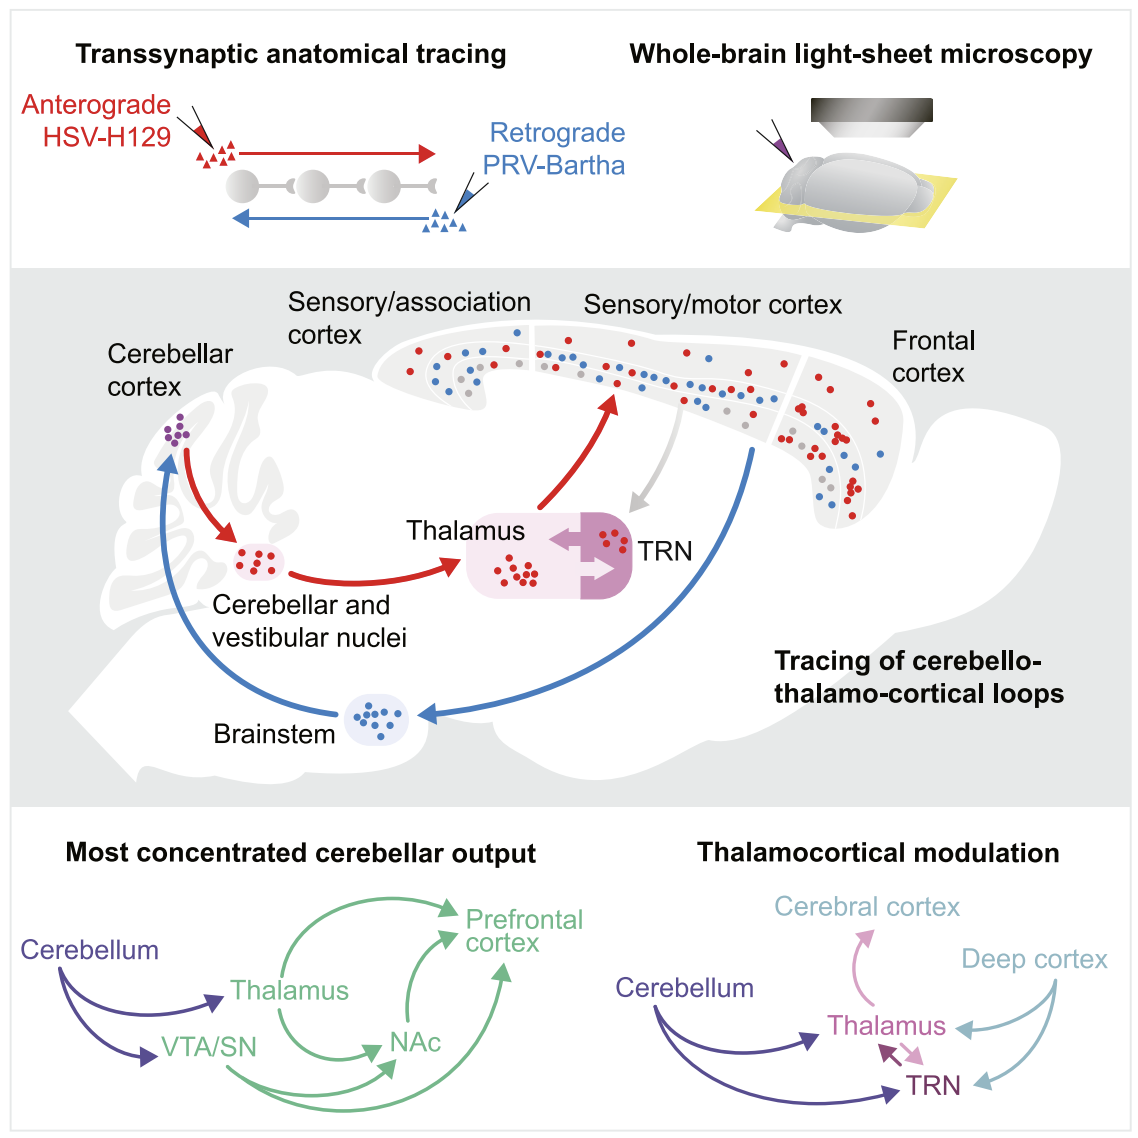 Transsynaptic anatomical tracing
Anterograde
HSV-H129
Retrograde
PRV-Bartha
Whole-brain light-sheet microscopy
Sensory/association
cortex
Sensory/motor cortex
Frontal
cortex
Cerebellar
cortex
Thalamus
TRN
Cerebellar and
vestibular nuclei
Brainstem
Tracing of cerebello-
thalamo-cortical loops
Most concentrated cerebellar output
Cerebellum
Thalamus
VTA/SN
NAc
Prefrontal
cortex
Thalamocortical modulation
Cerebral cortex
Deep cortex
Cerebellum
Thalamus
TRN